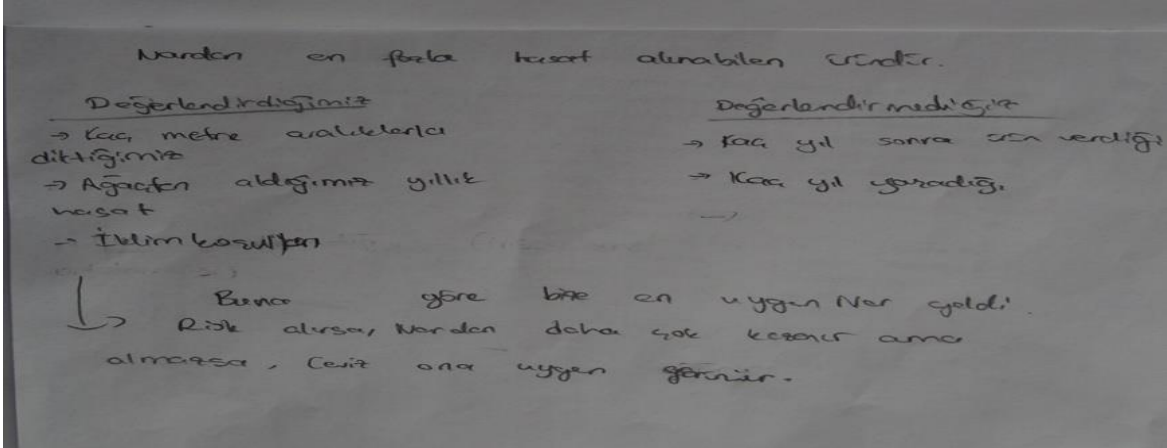 Nardan en fazla hasat alınabilen üründür.
Değerlendirdiğimiz
→ Kaç metre aralıklarla
diktiğimiz
→ Ağaçtan aldığımız yıllık
hasat
→ İklim koşulları
Değerlendirmediğimiz
→ Kaç yıl sonra ürün verdiği
→ Kaç yıl yaşadığı
→
Buna göre bize en uygun Nar geldi.
→ Risk alırsa, Nardan daha çok kazanır ama
almazsa, Ceviz ona uygen görünür.